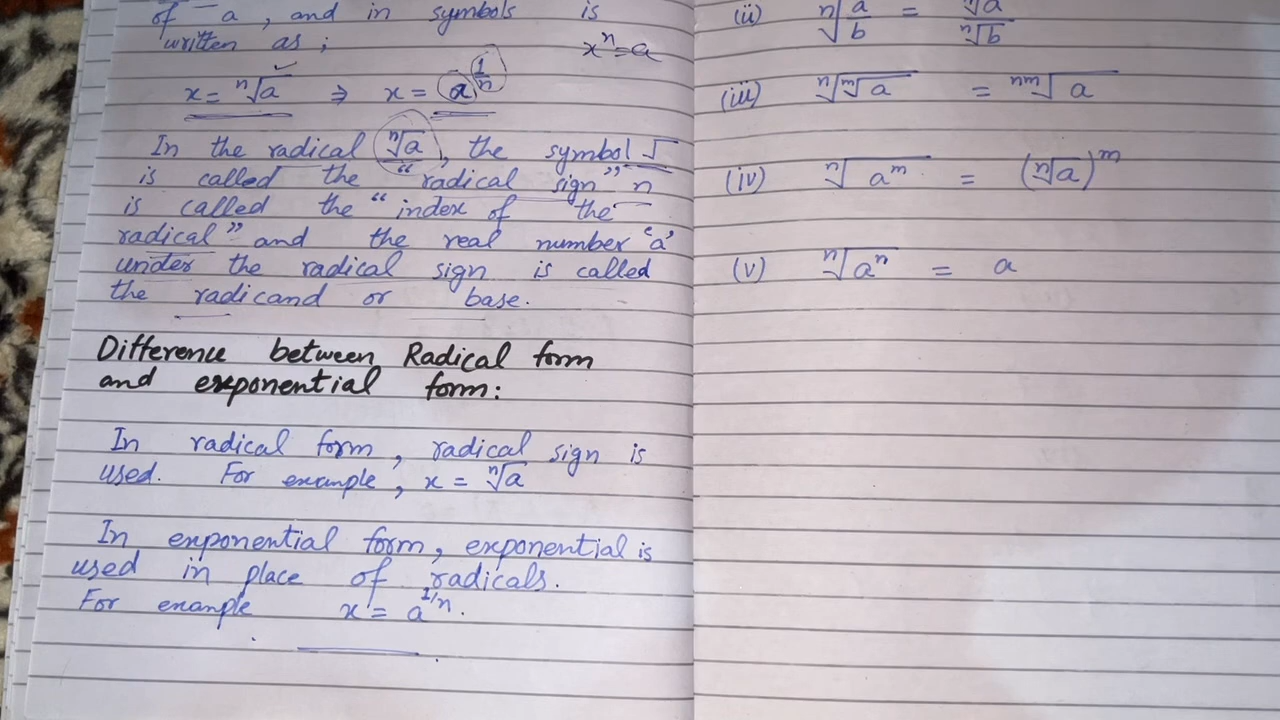 of a, and in symbols is
written as;
xⁿ=a
x = ⁿ√a ⇒ x = a^(1/n)
In the radical ⁿ√a, the symbol √
is called the "radical sign" n
is called the "index of the
radical" and the real number 'a'
under the radical sign is called
the radicand or base.
Difference between Radical form
and exponential form:
In radical form, radical sign is
used. For example, x = ⁿ√a
In exponential form, exponential is
used in place of radicals.
For example x = a^(1/n).
(ii) ⁿ√(a/b) = ⁿ√a / ⁿ√b
(iii) ⁿ√(ᵐ√a) = ⁿᵐ√a
(iv) ⁿ√(aᵐ) = (ⁿ√a)ᵐ
(v) ⁿ√(aⁿ) = a